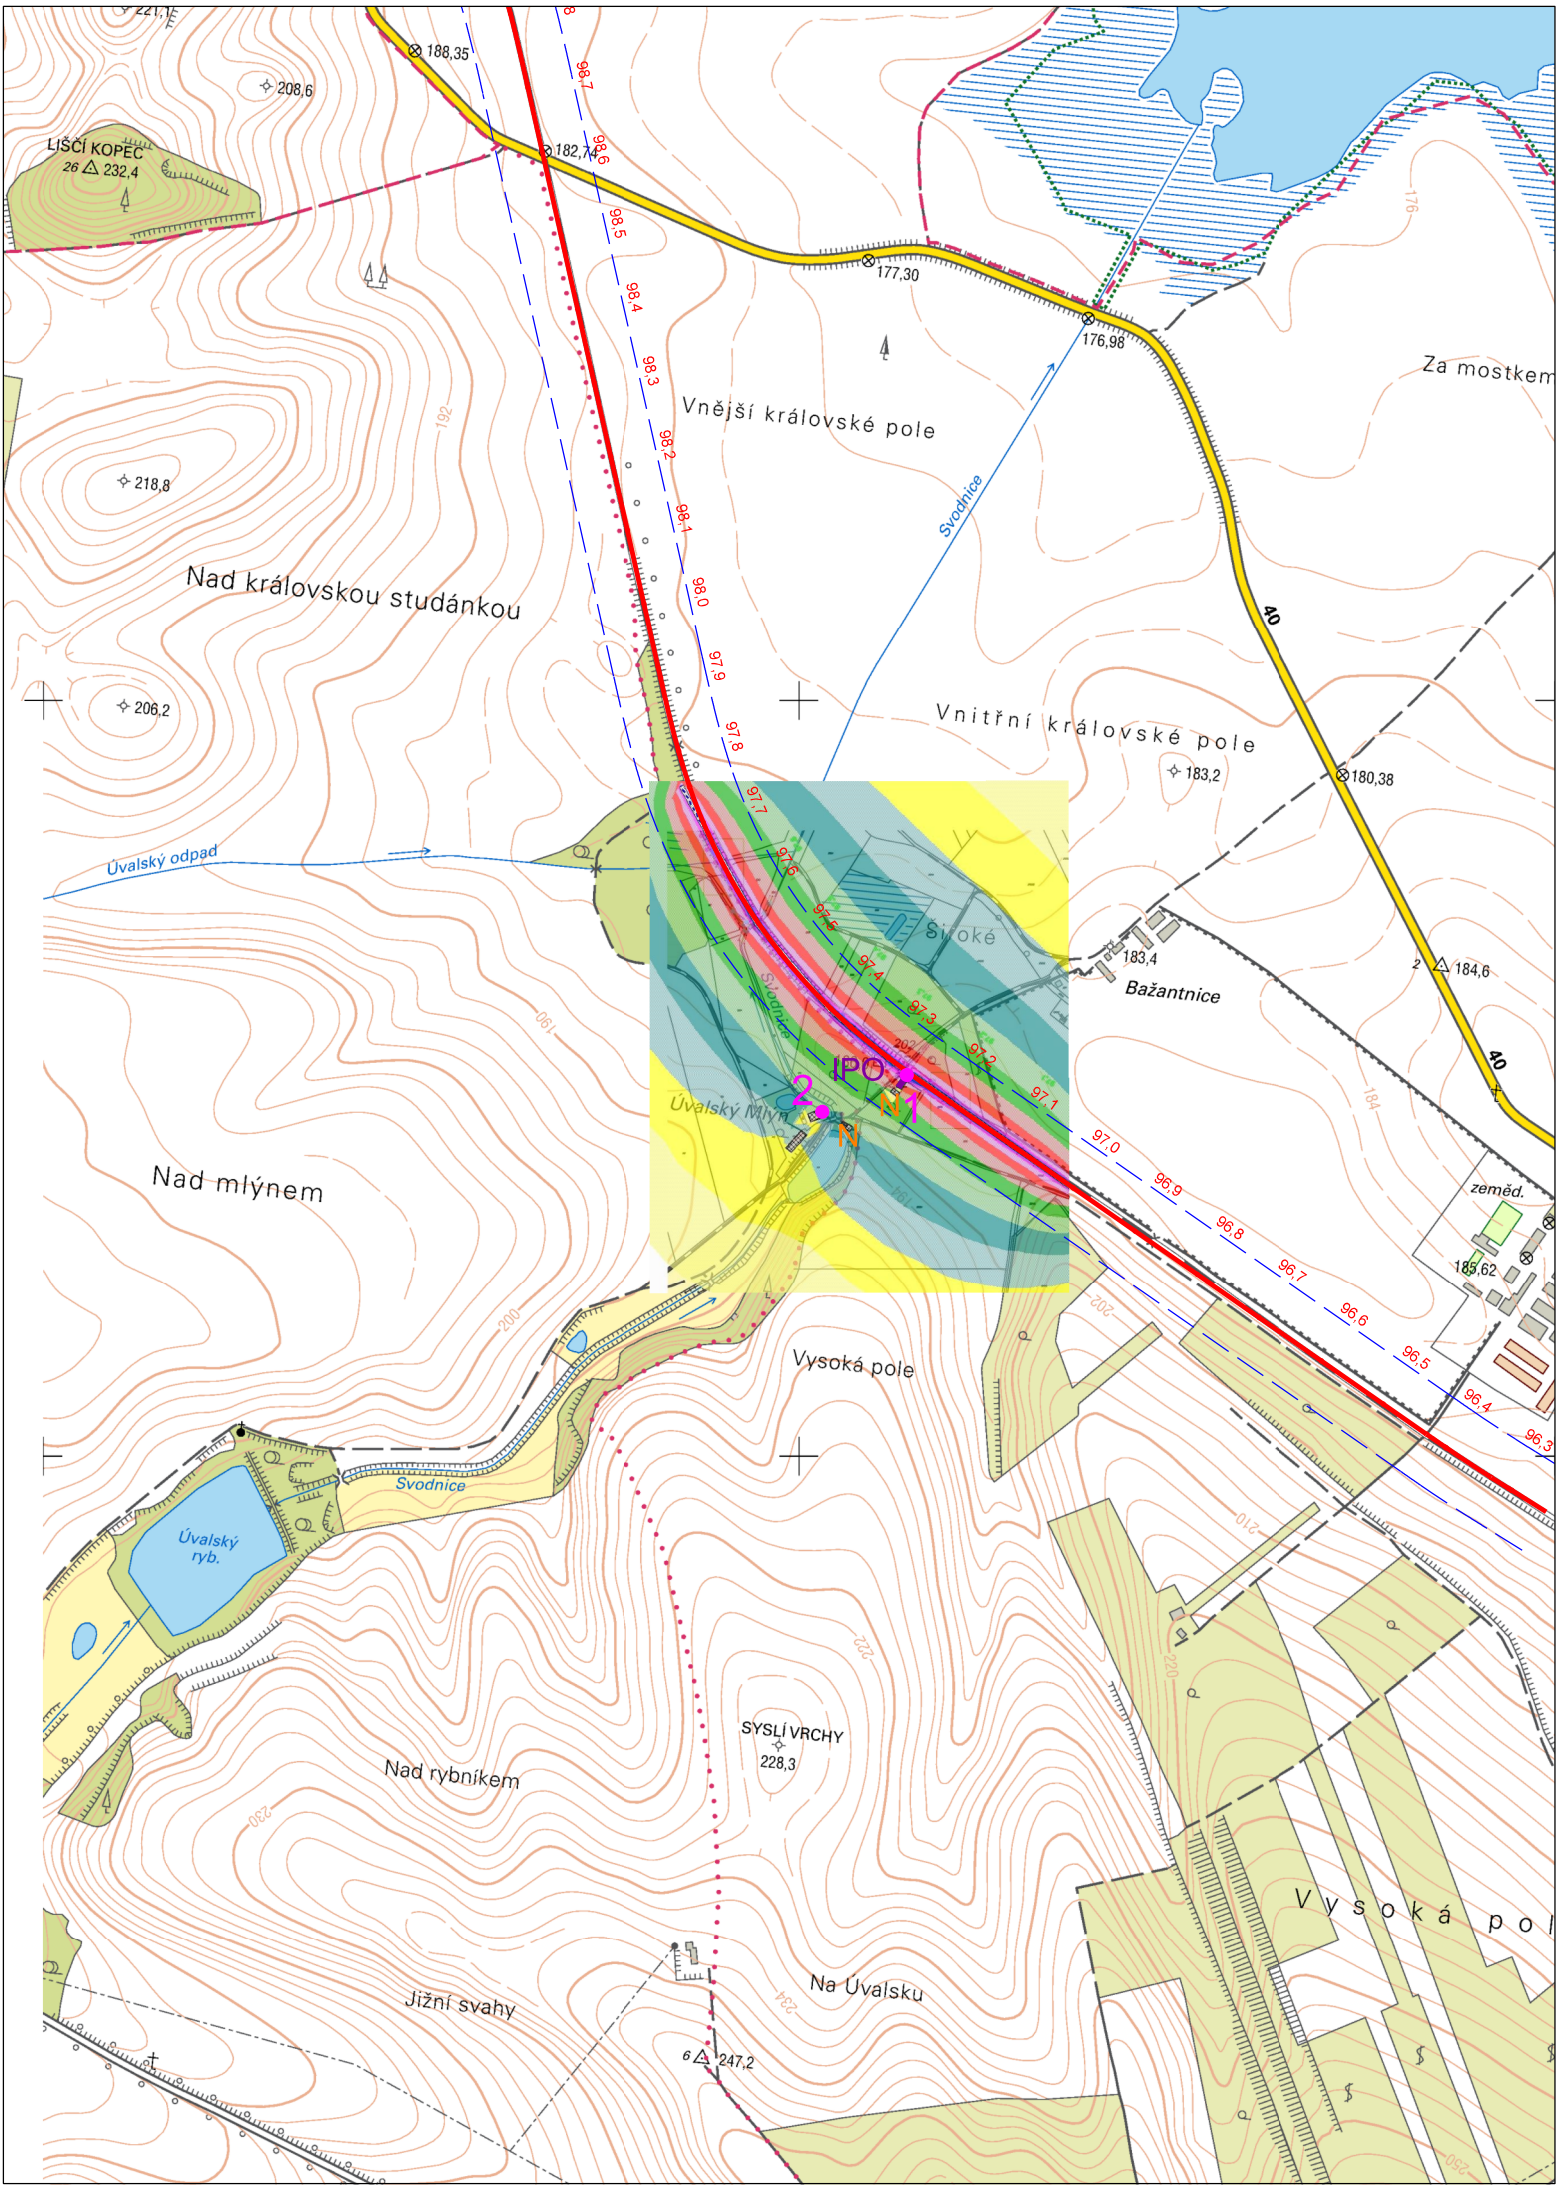 221,1
188,35
208,6
LIŠČÍ KOPEC
26 232,4
182,74
98,7
98,6
98,5
98,4
98,3
98,2
98,1
98,0
97,9
97,8
97,7
97,6
97,5
97,4
97,3
97,2
97,1
97,0
96,9
96,8
96,7
96,6
96,5
96,4
96,3
177,30
176
176,98
Za mostkem
192
Vnější královské pole
218,8
Svodnice
Nad královskou studánkou
40
206,2
Vnitřní královské pole
183,2
180,38
Úvalský odpad
Široké
183,4
2 184,6
Bažantnice
190
Svodnice
202
IPO
2
1
N
N
Úvalský Mlýn
184
40
Nad mlýnem
194
zeměd.
185,62
200
202
Vysoká pole
Svodnice
Úvalský
ryb.
210
222
220
SYSLÍ VRCHY
228,3
Nad rybníkem
230
Vysoká pol
Na Úvalsku
234
Jižní svahy
6 247,2
250